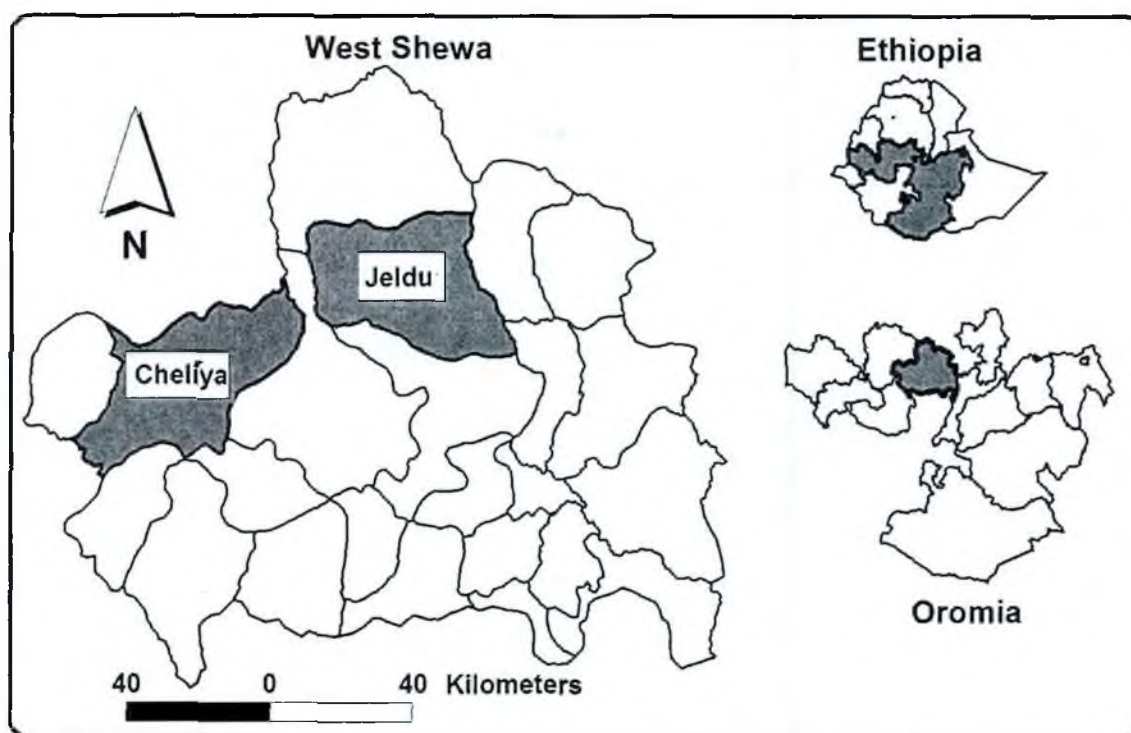 West Shewa
Ethiopia
N
Jeldu
Cheliya
Oromia
40 0 40 Kilometers